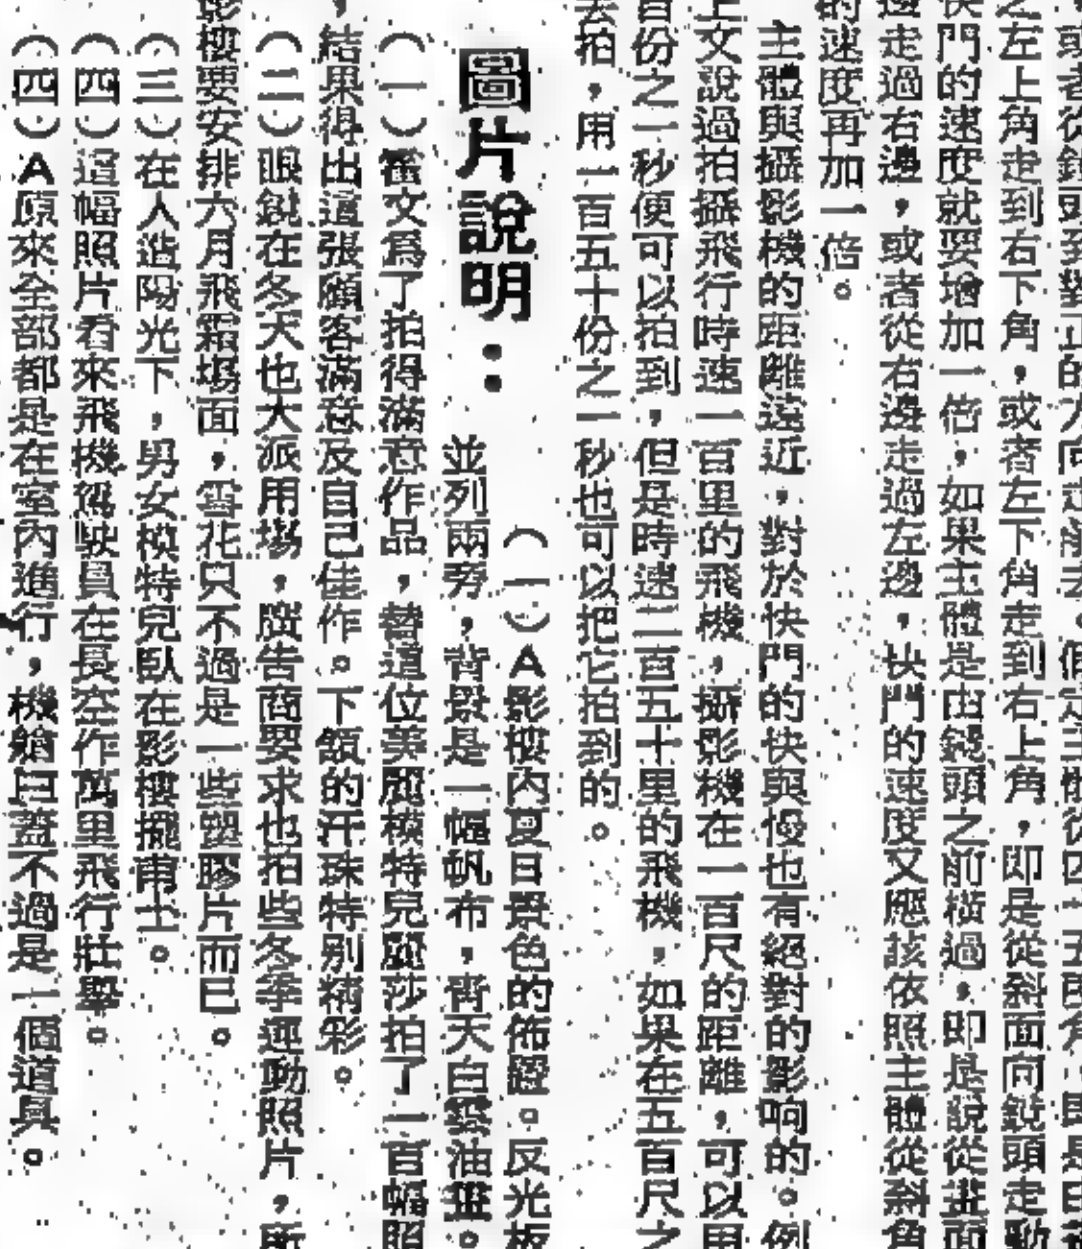 或者從鏡頭到對正的方向走前去。假定主體從四十五度角,即是由
之左上角走到右下角,或者左下角走到右上角,即是從斜面向鏡頭走動
快門的速度就要增加一倍,如果主體是由鏡頭之前橫過,即是說從畫面
邊走過右邊,或者從右邊走過左邊,快門的速度又應該依照主體從斜角
的速度再加一倍。
主體與攝影機的距離遠近,對於快門的快與慢也有絕對的影响的。例
上文說過拍攝飛行時速一百里的飛機,攝影機在一百尺的距離,可以用
百份之一秒便可以拍到,但是時速二百五十里的飛機,如果在五百尺之
去拍,用一百五十份之一秒也可以把它拍到的。
圖片說明:
(一)A影樓內夏日景色的佈置。反光板
並列兩旁,背景是一幅帆布,青天白雲油畫。
(一)霍文爲了拍得滿意作品,替這位美麗模特兒麗莎拍了一百幅照
,結果得出這張顧客滿意及自己佳作。下頷的汗珠特别精彩。
(二)眼鏡在冬天也大派用場,廣告商要求也拍些冬季運動照片,所
影樓要安排六月飛霜場面,雪花只不過是一些塑膠片而已。
(三)在人造陽光下,男女模特兒臥在影樓擺甫士。
(四)這幅照片看來飛機駕駛員在長空作萬里飛行壯舉。
(四)A原來全部都是在室內進行,機艙只不過是一個道具。